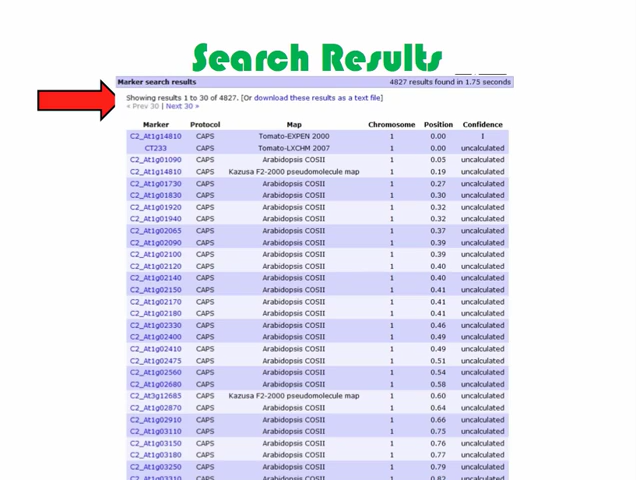 Search Results
Marker search results 4827 results found in 1.75 seconds
Showing results 1 to 30 of 4827. [Or download these results as a text file]
« Prev 30 | Next 30 »
Marker Protocol Map Chromosome Position Confidence
C2_At1g14810 CAPS Tomato-EXPEN 2000 1 0.00 I
CT233 CAPS Tomato-LXCHM 2007 1 0.00 uncalculated
C2_At1g01090 CAPS Arabidopsis COSII 1 0.05 uncalculated
C2_At1g14810 CAPS Kazusa F2-2000 pseudomolecule map 1 0.19 uncalculated
C2_At1g01730 CAPS Arabidopsis COSII 1 0.27 uncalculated
C2_At1g01830 CAPS Arabidopsis COSII 1 0.30 uncalculated
C2_At1g01920 CAPS Arabidopsis COSII 1 0.32 uncalculated
C2_At1g01940 CAPS Arabidopsis COSII 1 0.32 uncalculated
C2_At1g02065 CAPS Arabidopsis COSII 1 0.37 uncalculated
C2_At1g02090 CAPS Arabidopsis COSII 1 0.39 uncalculated
C2_At1g02100 CAPS Arabidopsis COSII 1 0.39 uncalculated
C2_At1g02120 CAPS Arabidopsis COSII 1 0.40 uncalculated
C2_At1g02140 CAPS Arabidopsis COSII 1 0.40 uncalculated
C2_At1g02150 CAPS Arabidopsis COSII 1 0.41 uncalculated
C2_At1g02170 CAPS Arabidopsis COSII 1 0.41 uncalculated
C2_At1g02180 CAPS Arabidopsis COSII 1 0.41 uncalculated
C2_At1g02330 CAPS Arabidopsis COSII 1 0.46 uncalculated
C2_At1g02400 CAPS Arabidopsis COSII 1 0.49 uncalculated
C2_At1g02410 CAPS Arabidopsis COSII 1 0.49 uncalculated
C2_At1g02475 CAPS Arabidopsis COSII 1 0.51 uncalculated
C2_At1g02560 CAPS Arabidopsis COSII 1 0.54 uncalculated
C2_At1g02680 CAPS Arabidopsis COSII 1 0.58 uncalculated
C2_At3g12685 CAPS Kazusa F2-2000 pseudomolecule map 1 0.60 uncalculated
C2_At1g02870 CAPS Arabidopsis COSII 1 0.64 uncalculated
C2_At1g02910 CAPS Arabidopsis COSII 1 0.66 uncalculated
C2_At1g03110 CAPS Arabidopsis COSII 1 0.75 uncalculated
C2_At1g03150 CAPS Arabidopsis COSII 1 0.76 uncalculated
C2_At1g03180 CAPS Arabidopsis COSII 1 0.77 uncalculated
C2_At1g03250 CAPS Arabidopsis COSII 1 0.79 uncalculated
C2_At1g03310 CAPS Arabidopsis COSII 1 0.82 uncalculated